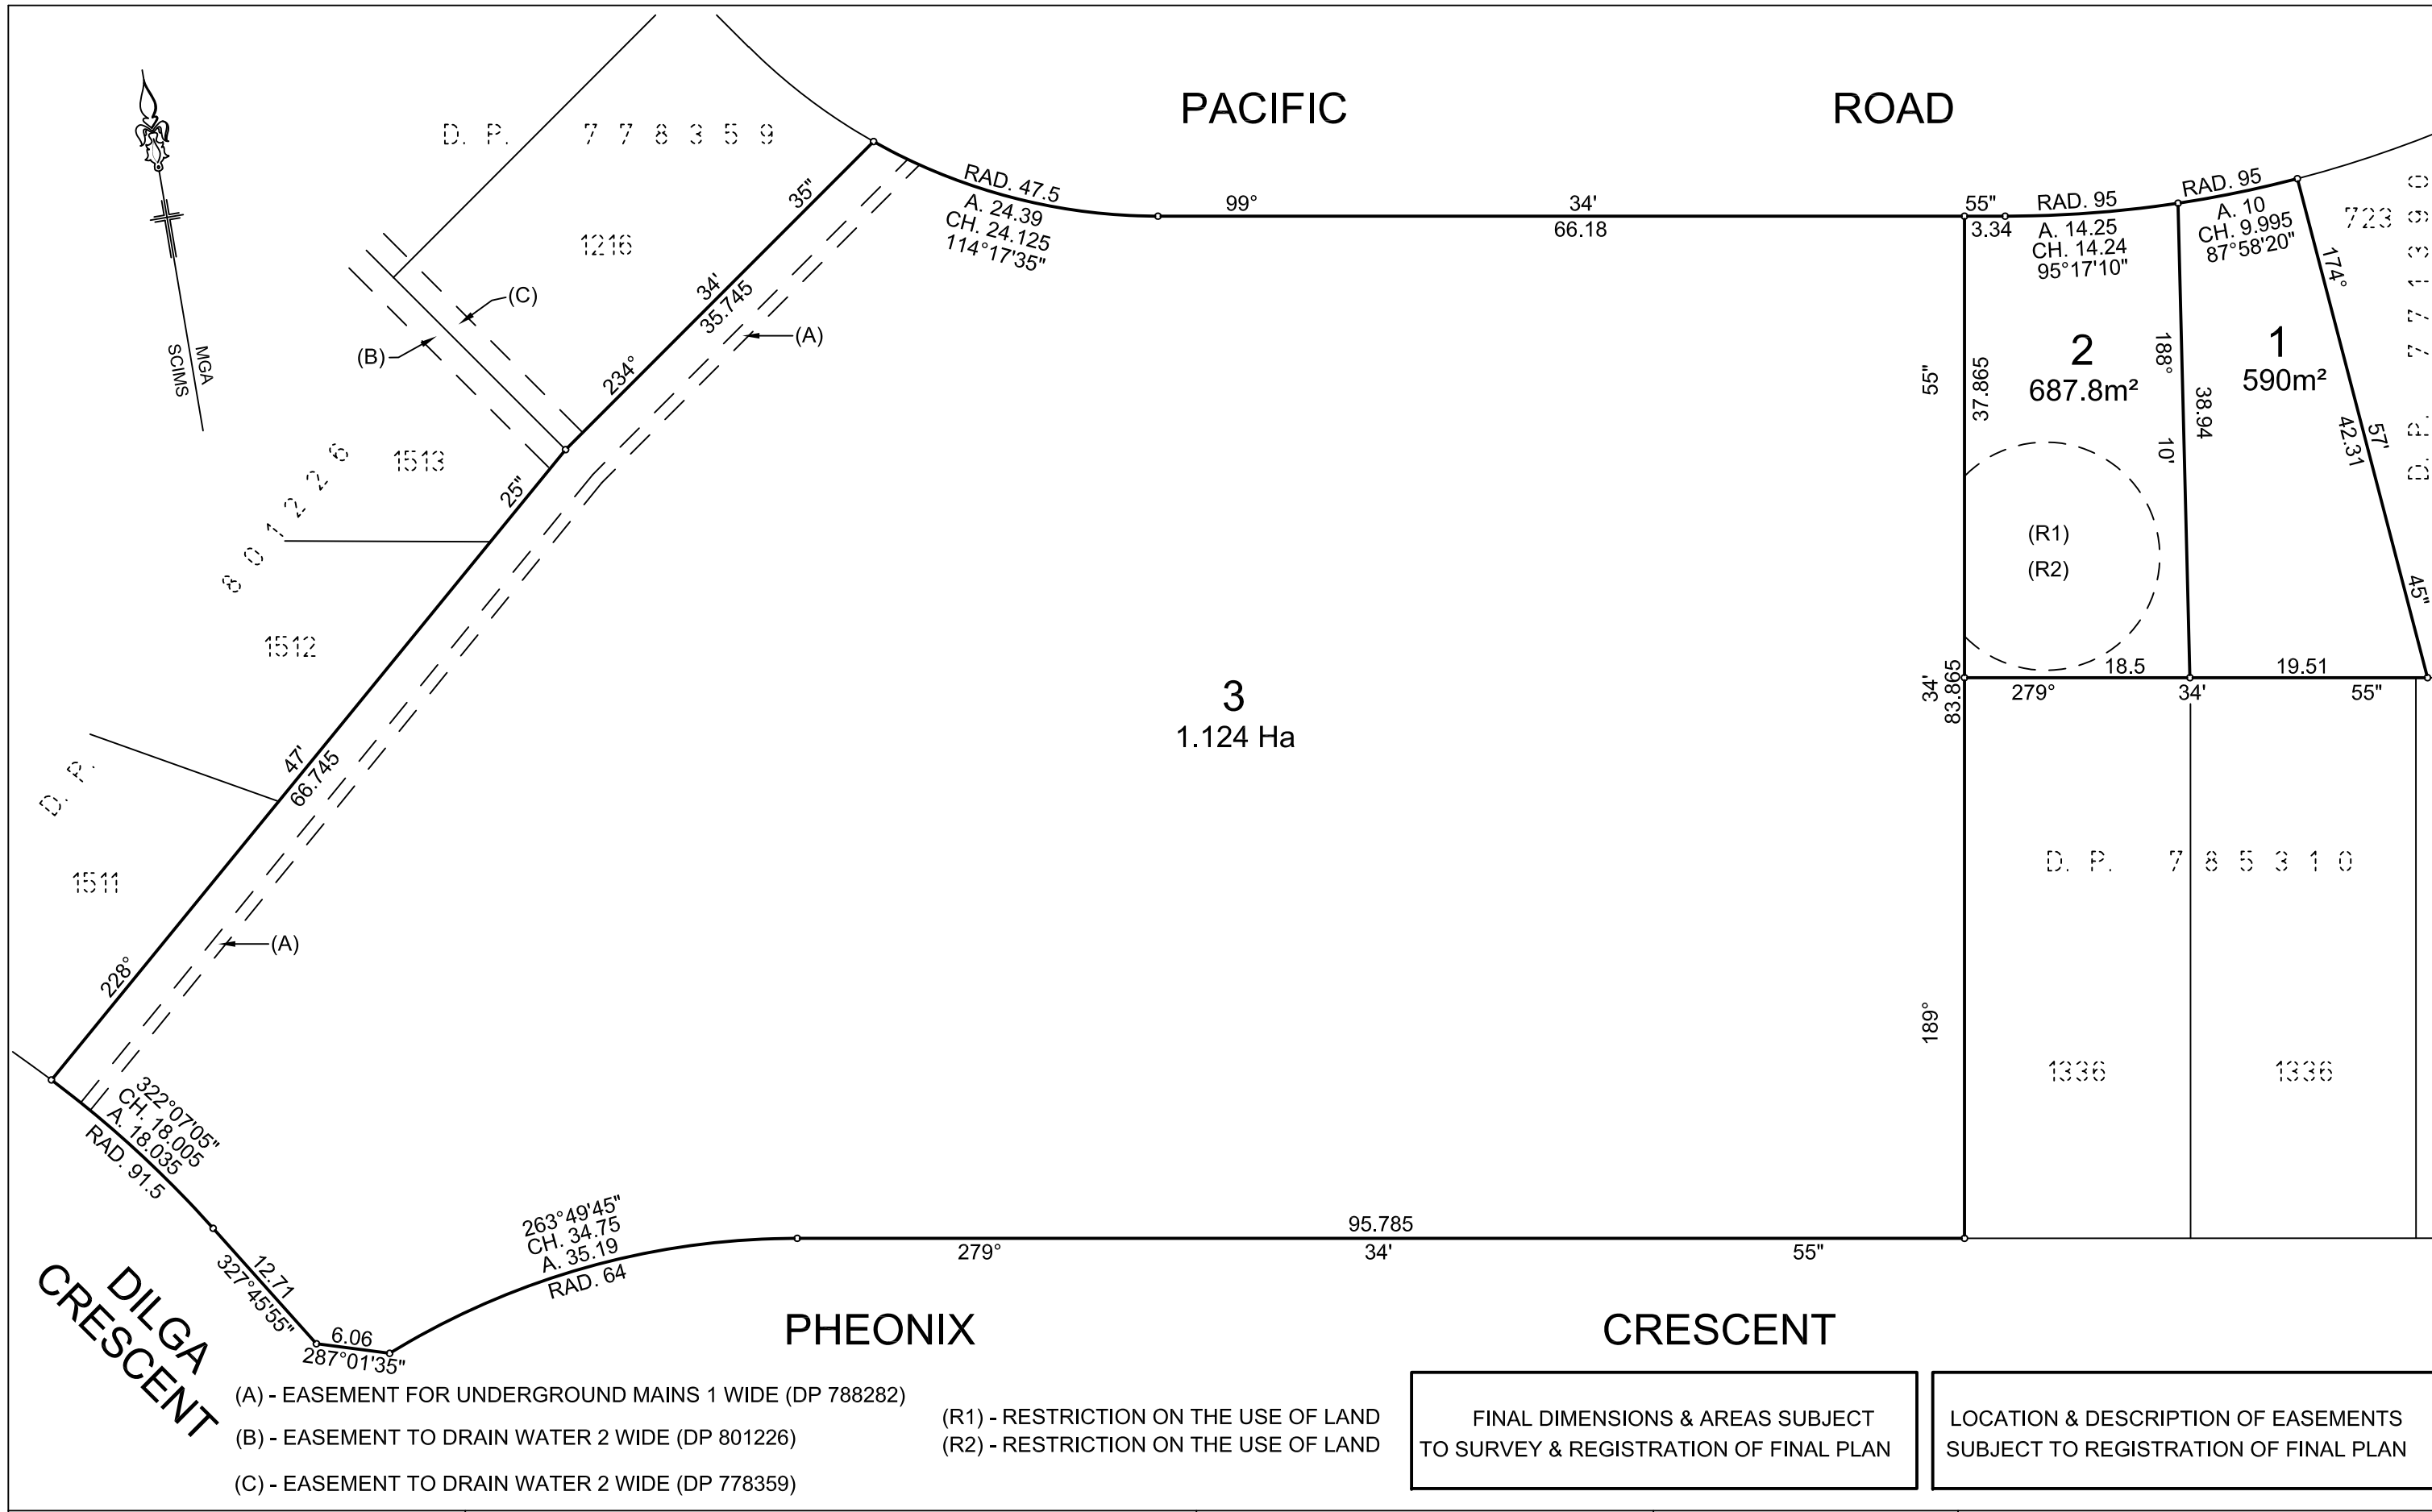 PACIFIC ROAD
D. P. 778359
1216
(C)
(B)
(A)
MGA
SCIMS
35"
34'
35.745
234°
RAD. 47.5
A. 24.39
CH. 24.125
114°17'35"
99° 34' 55"
66.18
3.34
RAD. 95
A. 14.25
CH. 14.24
95°17'10"
RAD. 95
A. 10
CH. 9.995
87°58'20"
723
174°
57'
42.31
45"
2
687.8m²
1
590m²
188°
10'
38.94
55"
37.865
(R1)
(R2)
1513
25"
801226
1512
D. P.
47'
66.745
1511
228°
(A)
3
1.124 Ha
34'
83.865
189°
18.5
19.51
279° 34' 55"
D. P. 785310
1336
1336
322°07'05"
CH. 18.005
A. 18.035
RAD. 91.5
12.71
327°45'55"
6.06
287°01'35"
263°49'45"
CH. 34.75
A. 35.19
RAD. 64
95.785
279° 34' 55"
DILGA
CRESCENT
PHEONIX CRESCENT
(A) - EASEMENT FOR UNDERGROUND MAINS 1 WIDE (DP 788282)
(B) - EASEMENT TO DRAIN WATER 2 WIDE (DP 801226)
(C) - EASEMENT TO DRAIN WATER 2 WIDE (DP 778359)
(R1) - RESTRICTION ON THE USE OF LAND
(R2) - RESTRICTION ON THE USE OF LAND
FINAL DIMENSIONS & AREAS SUBJECT
TO SURVEY & REGISTRATION OF FINAL PLAN
LOCATION & DESCRIPTION OF EASEMENTS
SUBJECT TO REGISTRATION OF FINAL PLAN